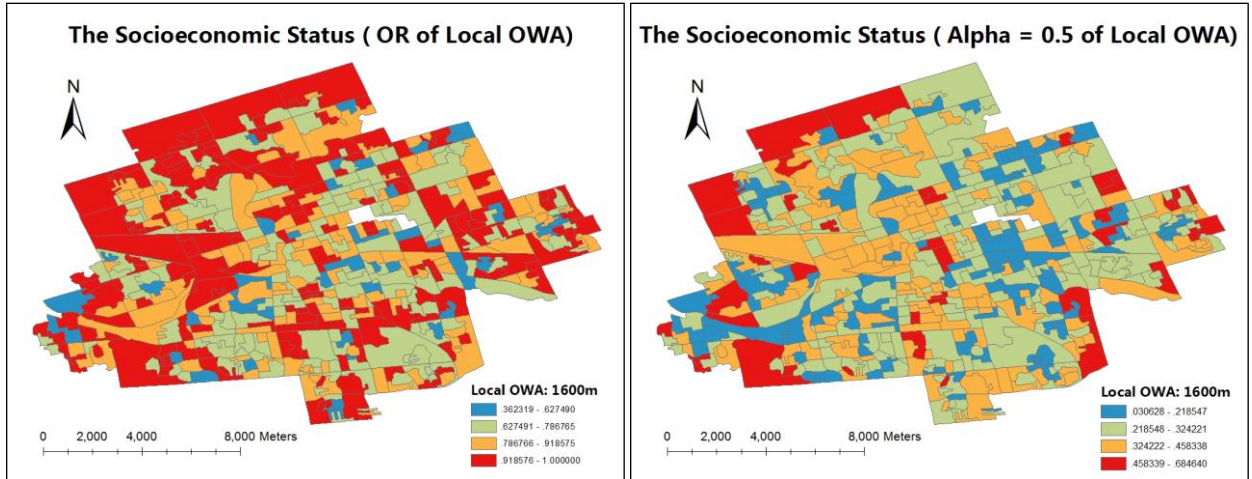 The Socioeconomic Status ( OR of Local OWA)
N
Local OWA: 1600m
.362319 - .627490
.627491 - .786765
.786766 - .918575
.918576 - 1.000000
0 2,000 4,000 8,000 Meters
The Socioeconomic Status ( Alpha = 0.5 of Local OWA)
N
Local OWA: 1600m
.030628 - .218547
.218548 - .324221
.324222 - .458338
.458339 - .684640
0 2,000 4,000 8,000 Meters